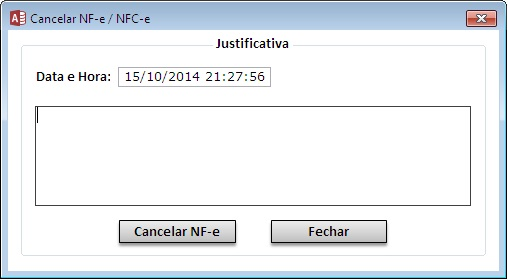 Cancelar NF-e / NFC-e
Justificativa
Data e Hora: 15/10/2014 21:27:56
Cancelar NF-e Fechar